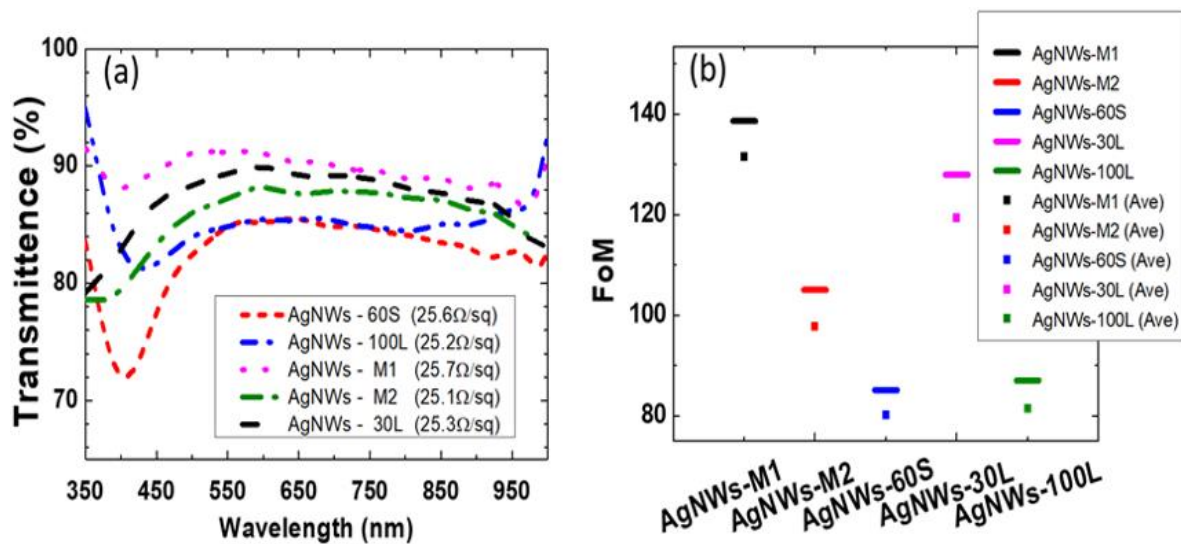 100
90
80
70
Transmittence (%)
(a)
AgNWs - 60S (25.6Ω/sq)
AgNWs - 100L (25.2Ω/sq)
AgNWs - M1 (25.7Ω/sq)
AgNWs - M2 (25.1Ω/sq)
AgNWs - 30L (25.3Ω/sq)
350 450 550 650 750 850 950
Wavelength (nm)
(b)
140
120
100
80
FoM
AgNWs-M1
AgNWs-M2
AgNWs-60S
AgNWs-30L
AgNWs-100L
AgNWs-M1 (Ave)
AgNWs-M2 (Ave)
AgNWs-60S (Ave)
AgNWs-30L (Ave)
AgNWs-100L (Ave)
AgNWs-M1
AgNWs-M2
AgNWs-60S
AgNWs-30L
AgNWs-100L